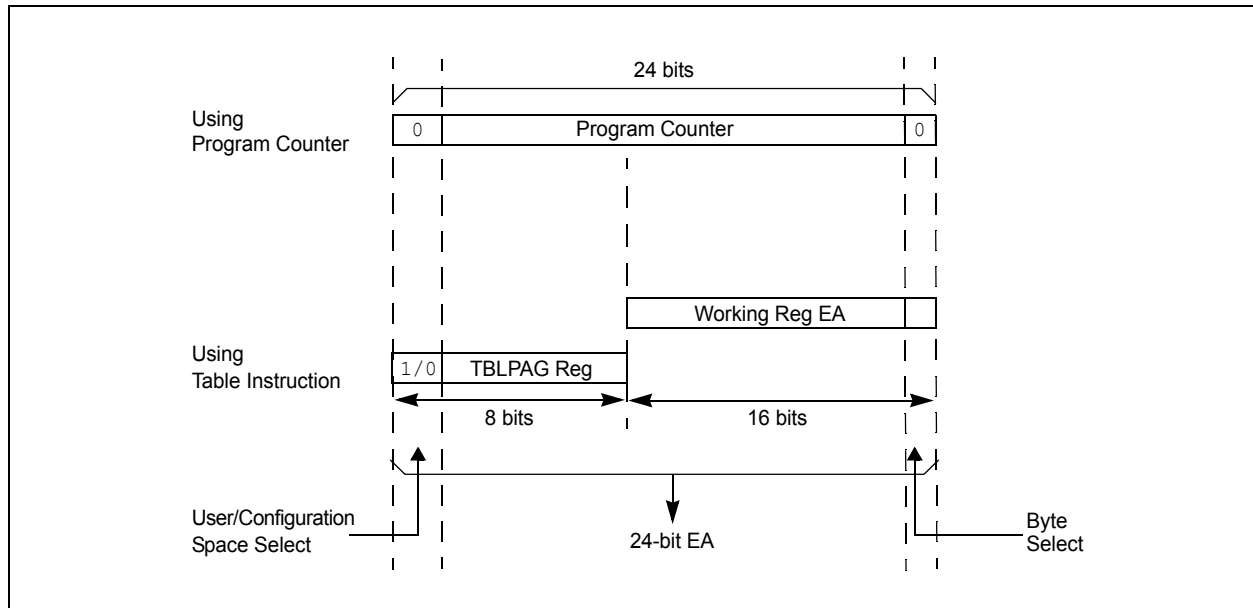 24 bits
Using
Program Counter
0
Program Counter
0
Working Reg EA
Using
Table Instruction
1/0
TBLPAG Reg
8 bits
16 bits
User/Configuration
Space Select
24-bit EA
Byte
Select